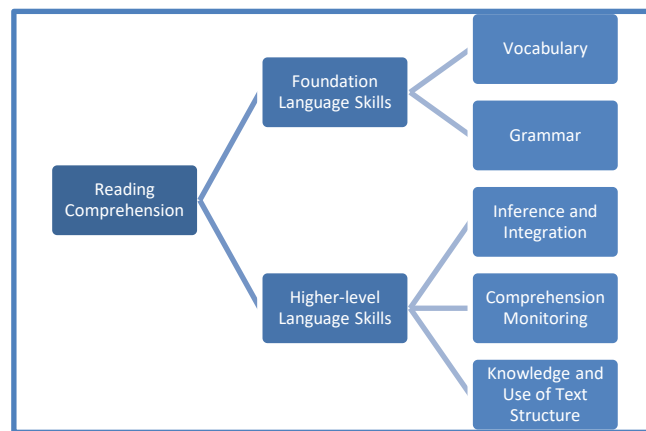 Reading
Comprehension
Foundation
Language Skills
Vocabulary
Grammar
Higher-level
Language Skills
Inference and
Integration
Comprehension
Monitoring
Knowledge and
Use of Text
Structure